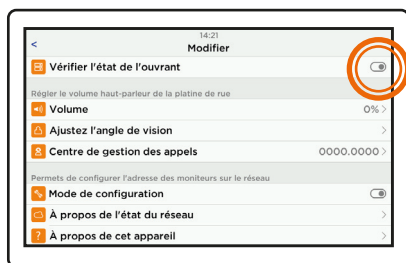 14:21
<
Modifier
Vérifier l'état de l'ouvrant
Régler le volume haut-parleur de la platine de rue
Volume 0% >
Ajustez l'angle de vision >
Centre de gestion des appels 0000.0000 >
Permets de configurer l'adresse des moniteurs sur le réseau
Mode de configuration
À propos de l'état du réseau >
? À propos de cet appareil >